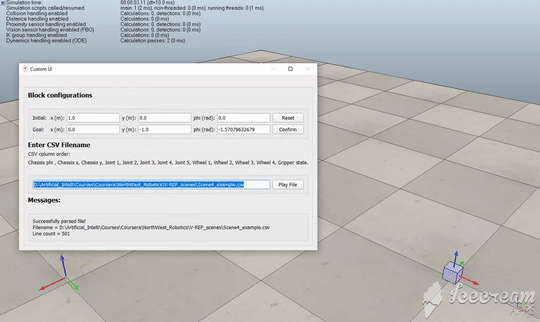 Simulation time: 00:00:03.11 (dt=10.0 ms)
Simulation scripts called/resumed main: 1 (2 ms), non-threaded: 0 (0 ms), running threads: 0 (1 ms)
Collision handling enabled Calculations: 0, detections: 0 (0 ms)
Distance handling enabled Calculations: 0 (0 ms)
Proximity sensor handling enabled Calculations: 0, detections: 0 (0 ms)
Vision sensor handling enabled (FBO) Calculations: 0, detections: 0 (0 ms)
IK group handling enabled Calculations: 0 (0 ms)
Dynamics handling enabled (ODE) Calculation passes: 2 (0 ms)
Custom UI
Block configurations
Initial: x (m): 1.0 y (m): 0.0 phi (rad): 0.0 Reset
Goal: x (m): 0.0 y (m): -1.0 phi (rad): -1.57079632679 Confirm
Enter CSV Filename
CSV column order:
Chassis phi , Chassis x, Chassis y, Joint 1, Joint 2, Joint 3, Joint 4, Joint 5, Wheel 1, Wheel 2, Wheel 3, Wheel 4, Gripper state.
D:\Artificial_Intelli\Courses\Coursera\NorthWest_Robotics\V-REP_scenes\Scene4_example.csv Play File
Messages:
Successfully parsed file!
Filename = D:\Artificial_Intelli\Courses\Coursera\NorthWest_Robotics\V-REP_scenes\Scene4_example.csv
Line count = 501
Icecream
APPS